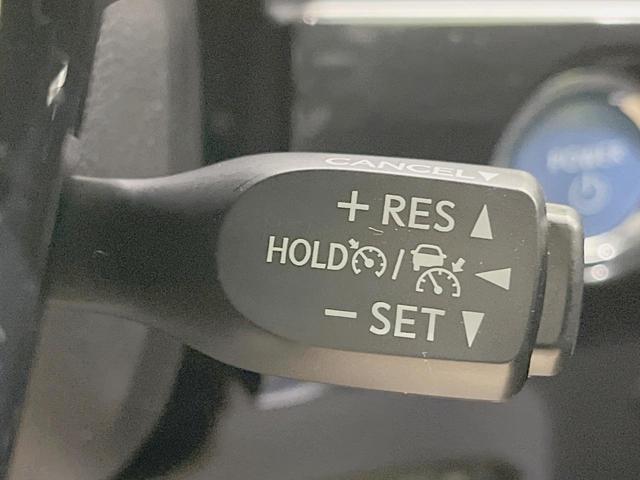 CANCEL▼
+ RES ▲
HOLD / ◀
− SET ▼
POWER